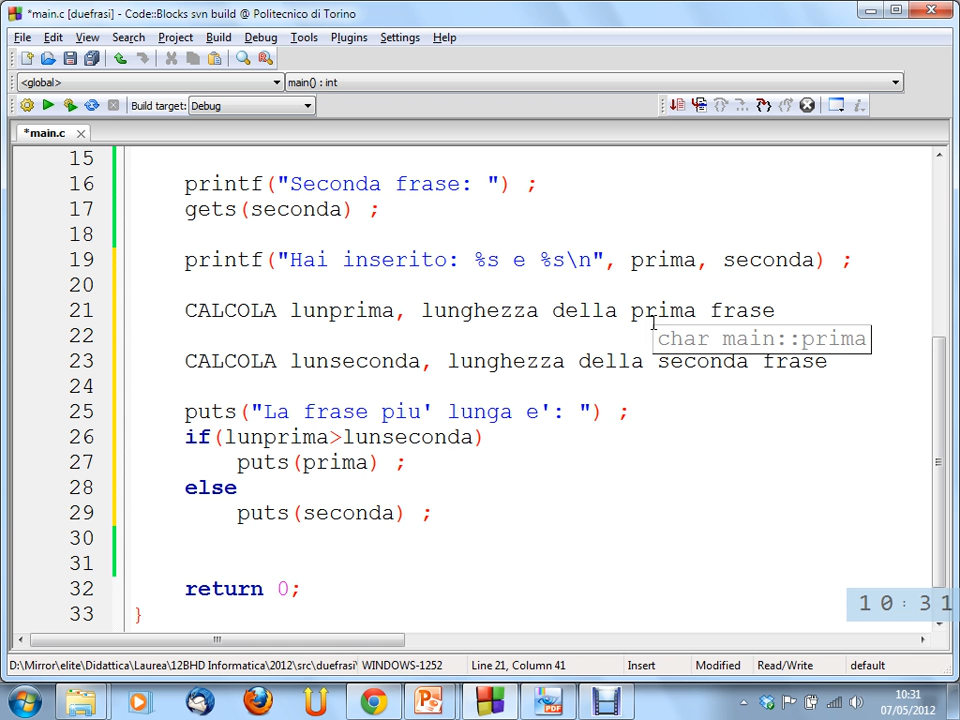 *main.c [duefrasi] - Code::Blocks svn build @ Politecnico di Torino
File Edit View Search Project Build Debug Tools Plugins Settings Help
<global> main() : int
Build target: Debug
*main.c
15
16 printf("Seconda frase: ") ;
17 gets(seconda) ;
18
19 printf("Hai inserito: %s e %s\n", prima, seconda) ;
20
21 CALCOLA lunprima, lunghezza della prima frase
22
char main::prima
23 CALCOLA lunseconda, lunghezza della seconda frase
24
25 puts("La frase piu' lunga e': ") ;
26 if(lunprima>lunseconda)
27 puts(prima) ;
28 else
29 puts(seconda) ;
30
31
32 return 0;
33 }
10:31
D:\Mirror\elite\Didattica\Laurea\12BHD Informatica\2012\src\duefrasi\ WINDOWS-1252 Line 21, Column 41 Insert Modified Read/Write default
PDF
10:31
07/05/2012